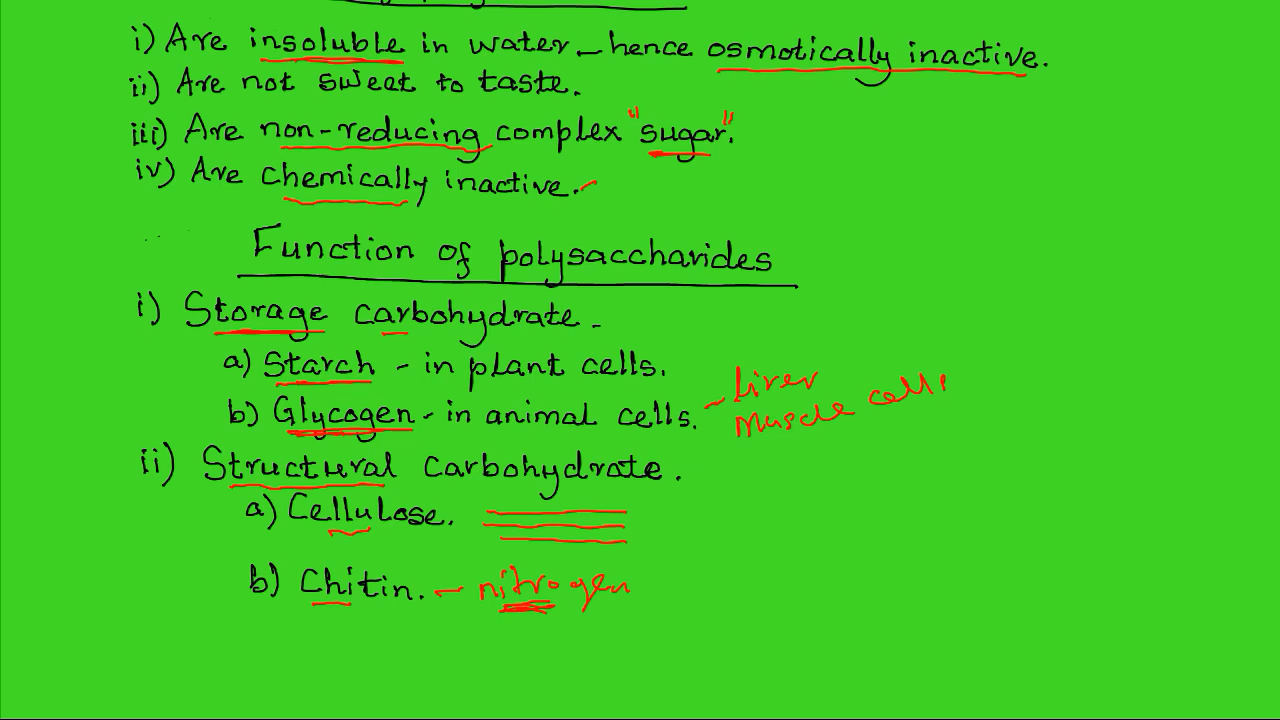 i) Are insoluble in water – hence osmotically inactive.
ii) Are not sweet to taste.
iii) Are non-reducing complex "sugar".
iv) Are chemically inactive.
Function of polysaccharides
i) Storage carbohydrate.
a) Starch - in plant cells.
b) Glycogen - in animal cells. - liver
muscle cells
ii) Structural carbohydrate.
a) Cellulose.
b) Chitin. - nitrogen